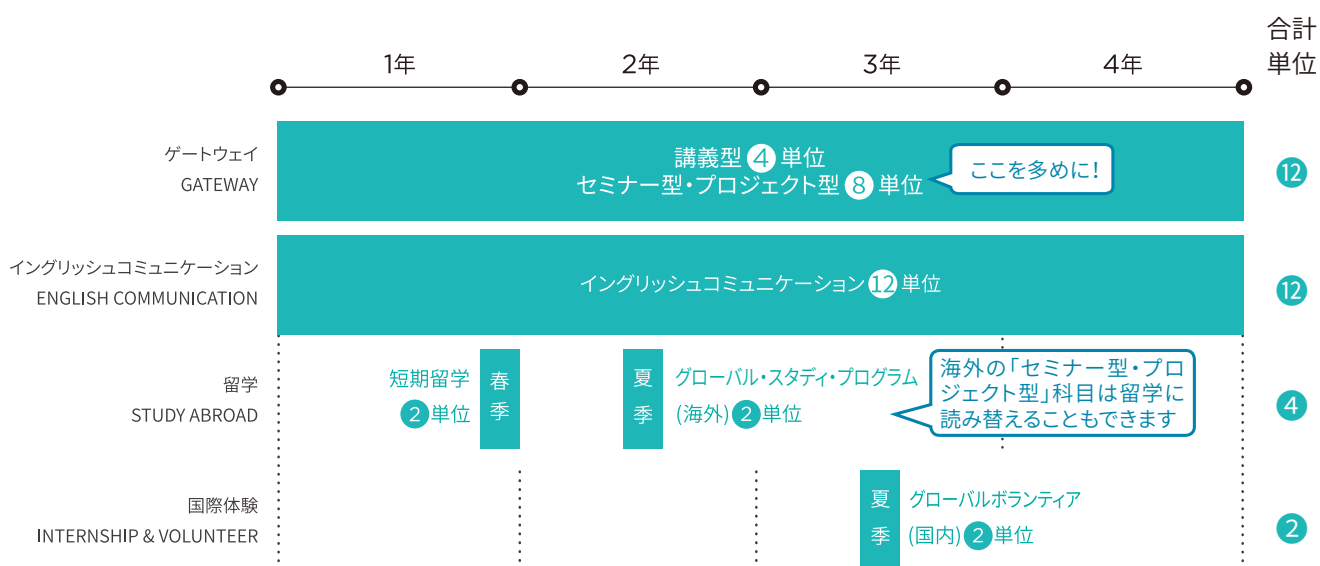 合計
単位
1年
2年
3年
4年
ゲートウェイ
GATEWAY
講義型 4 単位
セミナー型・プロジェクト型 8 単位
ここを多めに!
12
イングリッシュコミュニケーション
ENGLISH COMMUNICATION
イングリッシュコミュニケーション 12 単位
12
留学
STUDY ABROAD
短期留学
2 単位
春季
夏季
グローバル・スタディ・プログラム
(海外) 2 単位
海外の「セミナー型・プロ
ジェクト型」科目は留学に
読み替えることもできます
4
国際体験
INTERNSHIP & VOLUNTEER
夏季
グローバルボランティア
(国内) 2 単位
2